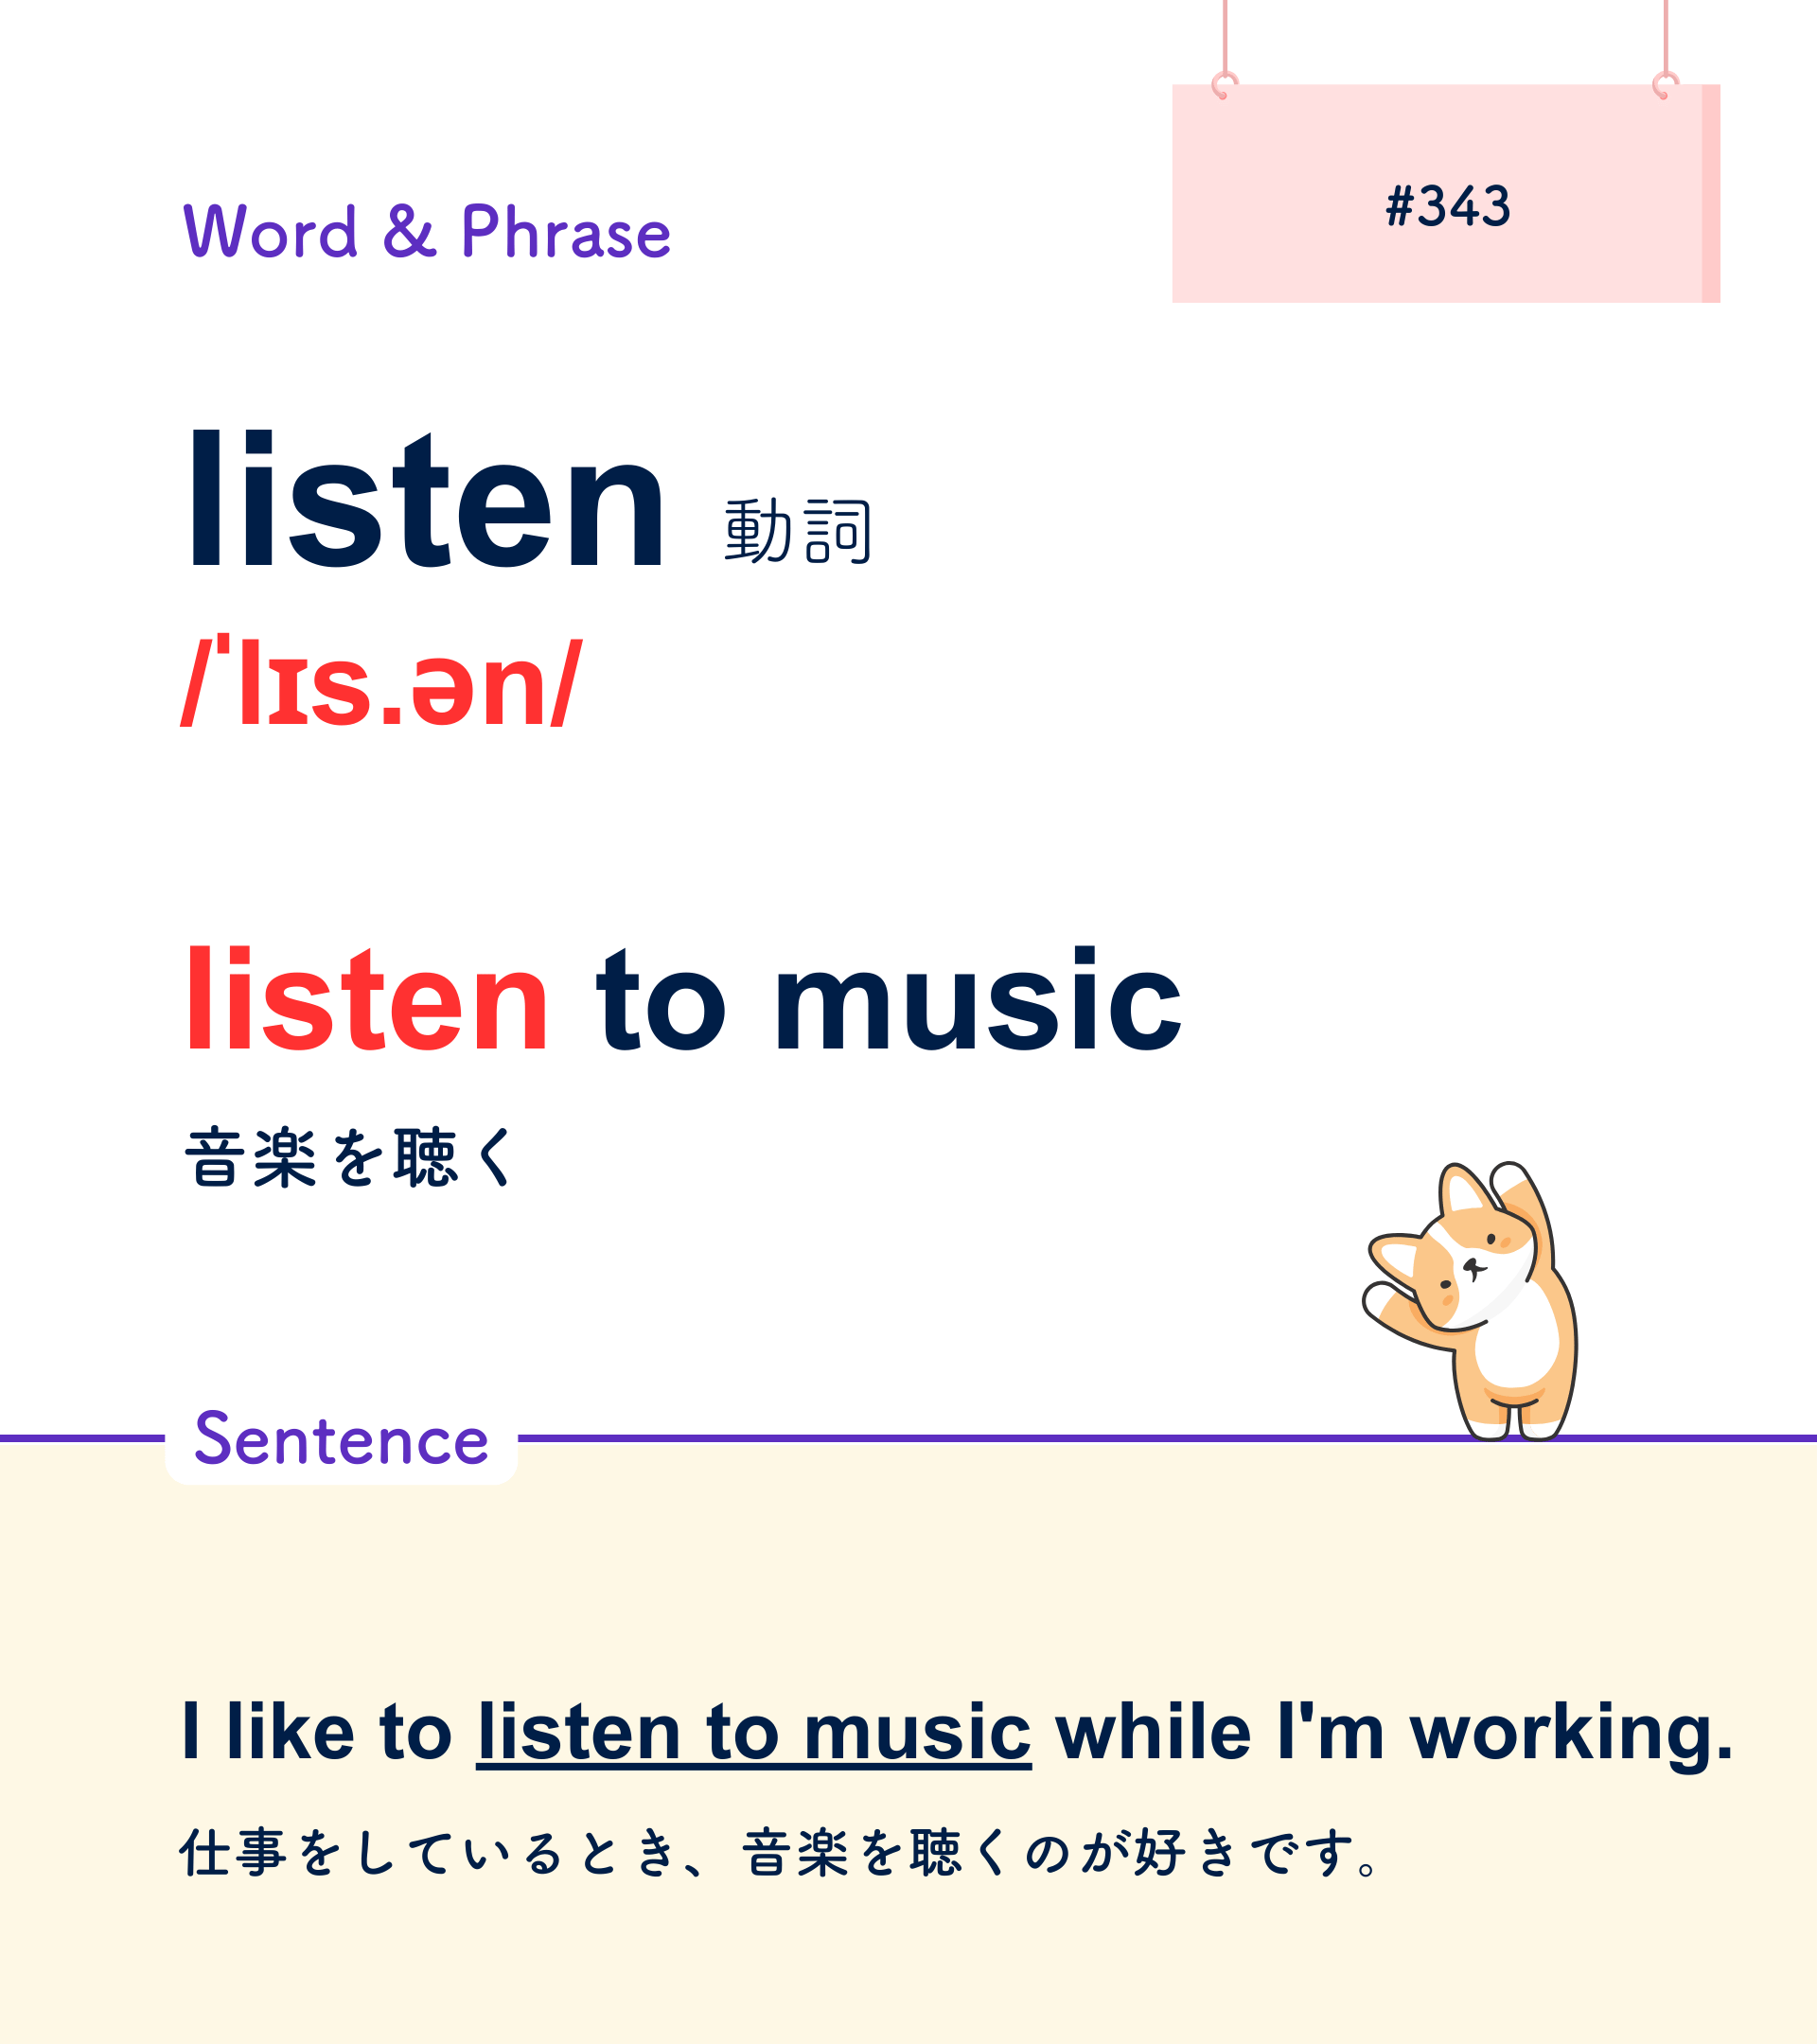 Word & Phrase
#343
listen 動詞
/ˈlɪs.ən/
listen to music
音楽を聴く
Sentence
I like to listen to music while I'm working.
仕事をしているとき、音楽を聴くのが好きです。